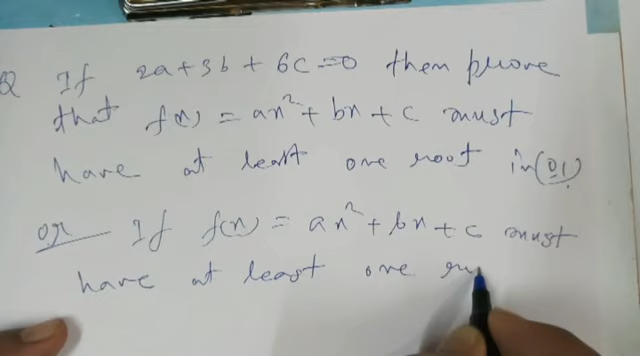 Q If 2a+3b+6c=0 then prove
that f(x) = ax²+bx+c must
have at least one root in (0,1)
or If f(x) = ax²+bx+c must
have at least one